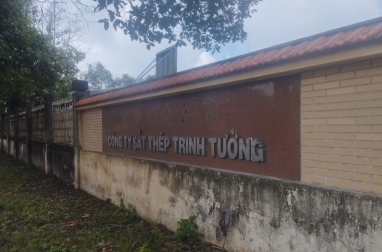 CÔNG TY SẮT THÉP TRINH TƯỜNG